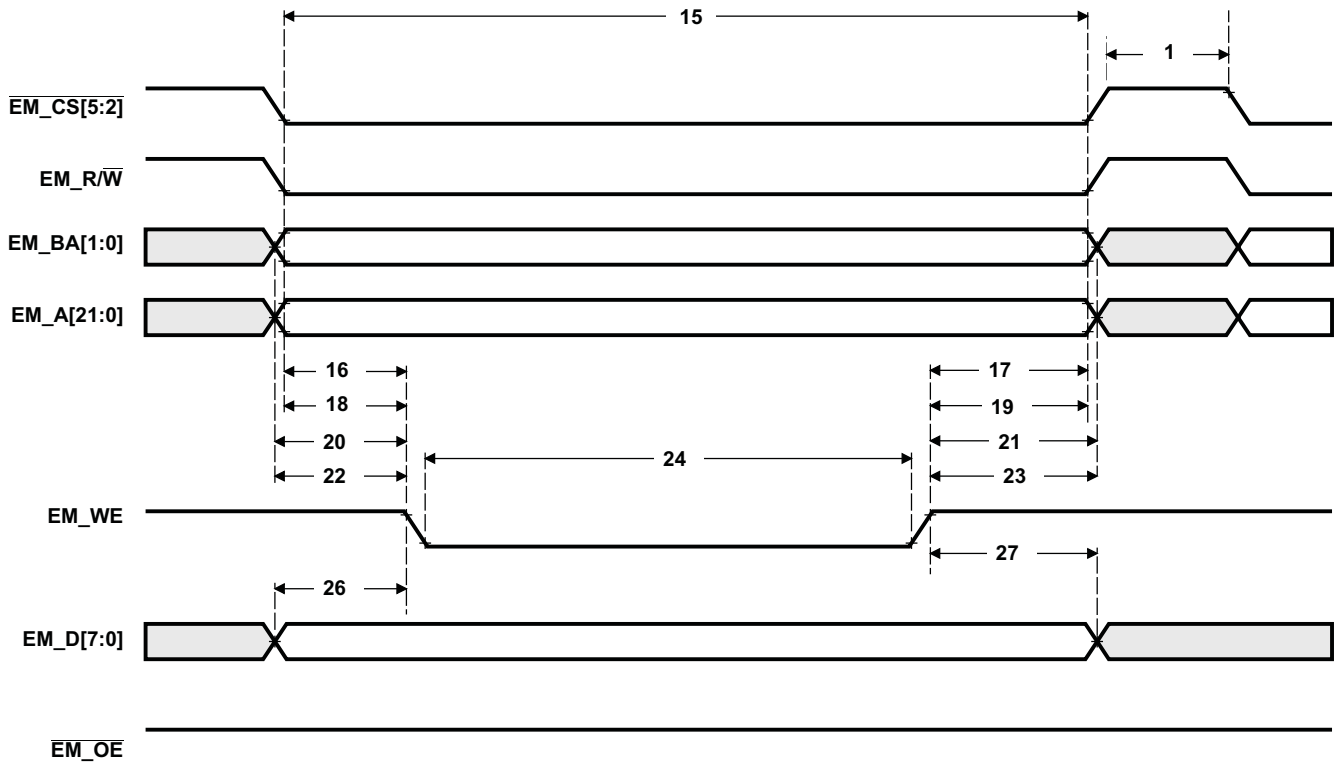 15
1
EM_CS[5:2]
EM_R/W
EM_BA[1:0]
EM_A[21:0]
16
17
18
19
20
21
22
23
24
EM_WE
27
26
EM_D[7:0]
EM_OE